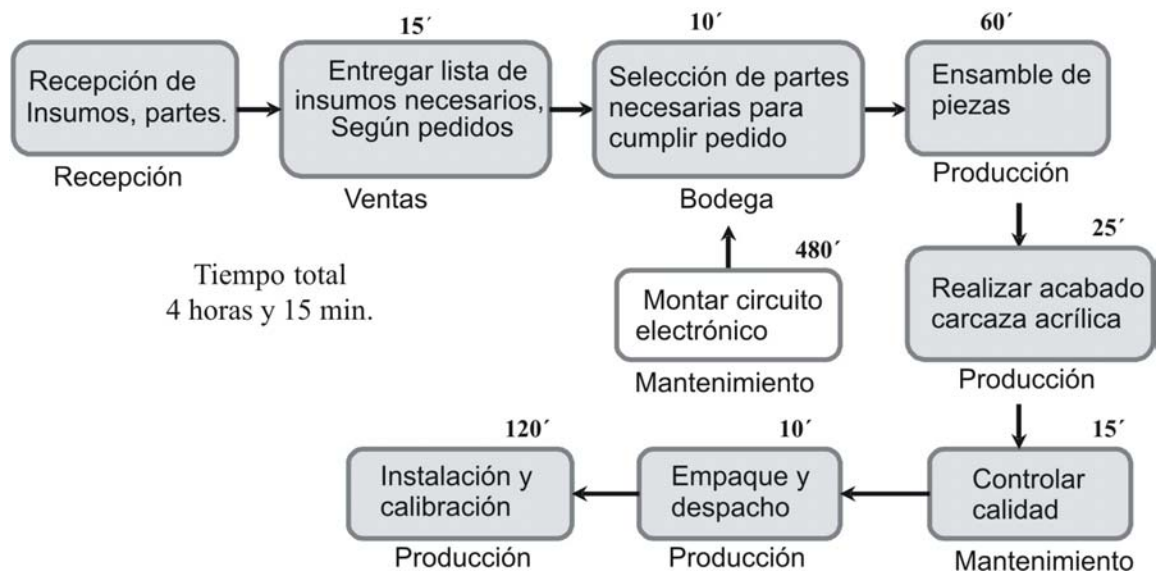 Recepción de
Insumos, partes.
Recepción
15´
Entregar lista de
insumos necesarios,
Según pedidos
Ventas
10´
Selección de partes
necesarias para
cumplir pedido
Bodega
60´
Ensamble de
piezas
Producción
480´
Montar circuito
electrónico
Mantenimiento
Tiempo total
4 horas y 15 min.
25´
Realizar acabado
carcaza acrílica
Producción
15´
Controlar
calidad
Mantenimiento
10´
Empaque y
despacho
Producción
120´
Instalación y
calibración
Producción